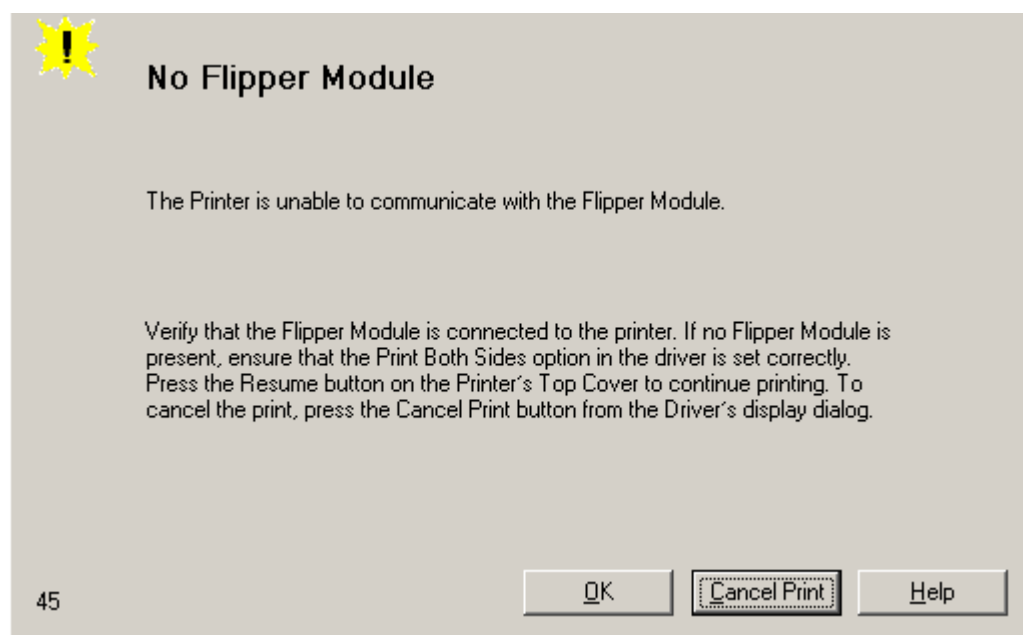 !
No Flipper Module
The Printer is unable to communicate with the Flipper Module.
Verify that the Flipper Module is connected to the printer. If no Flipper Module is
present, ensure that the Print Both Sides option in the driver is set correctly.
Press the Resume button on the Printer´s Top Cover to continue printing. To
cancel the print, press the Cancel Print button from the Driver´s display dialog.
45
OK
Cancel Print
Help